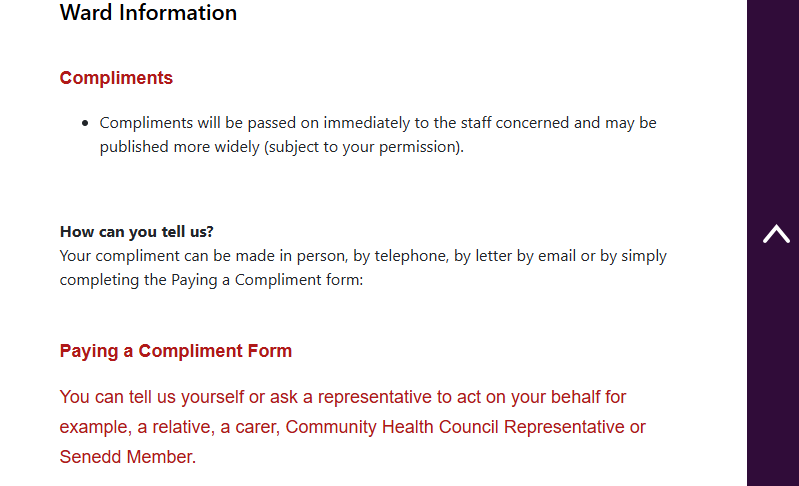 Ward Information
Compliments
• Compliments will be passed on immediately to the staff concerned and may be
published more widely (subject to your permission).
How can you tell us?
Your compliment can be made in person, by telephone, by letter by email or by simply
completing the Paying a Compliment form:
Paying a Compliment Form
You can tell us yourself or ask a representative to act on your behalf for
example, a relative, a carer, Community Health Council Representative or
Senedd Member.